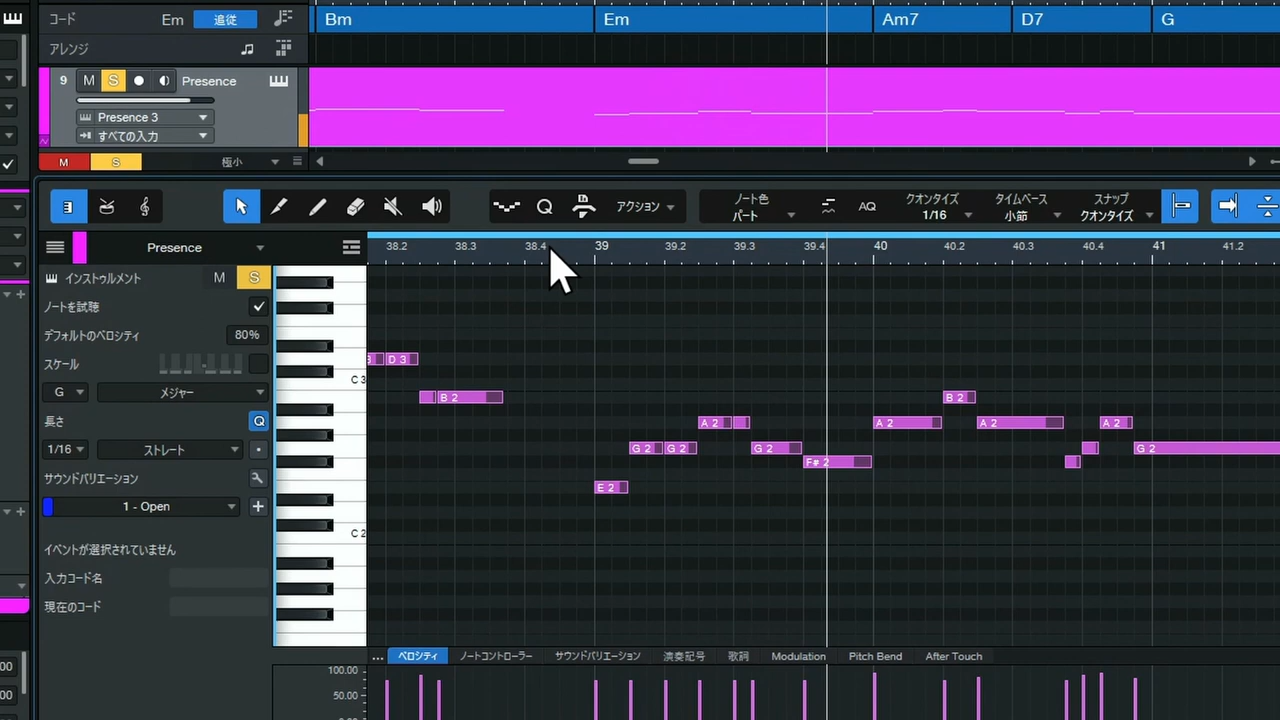 コード Em 追従 Bm Em Am7 D7 G
アレンジ
9 M S Presence
Presence 3
すべての入力
M S 極小
アクション ノート色 パート AQ クオンタイズ 1/16 タイムベース 小節 スナップ クオンタイズ
Presence 38.2 38.3 38.4 39 39.2 39.3 39.4 40 40.2 40.3 40.4 41 41.2
インストゥルメント M S
ノートを試聴
デフォルトのベロシティ 80%
スケール
D 3
C 3
G メジャー
B 2 B 2
長さ Q
A 2 A 2 A 2 A 2
1/16 ストレート
G 2 G 2 G 2 G 2
F# 2
サウンドバリエーション
E 2
1 - Open
C 2
イベントが選択されていません
入力コード名
現在のコード
... ベロシティ ノートコントローラー サウンドバリエーション 演奏記号 歌詞 Modulation Pitch Bend After Touch
100.00
50.00